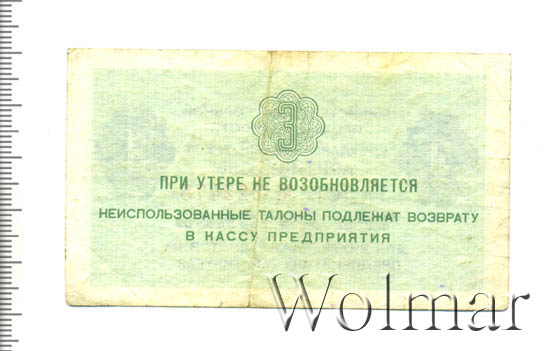 3
ПРИ УТЕРЕ НЕ ВОЗОБНОВЛЯЕТСЯ
НЕИСПОЛЬЗОВАННЫЕ ТАЛОНЫ ПОДЛЕЖАТ ВОЗВРАТУ
В КАССУ ПРЕДПРИЯТИЯ
Wolmar